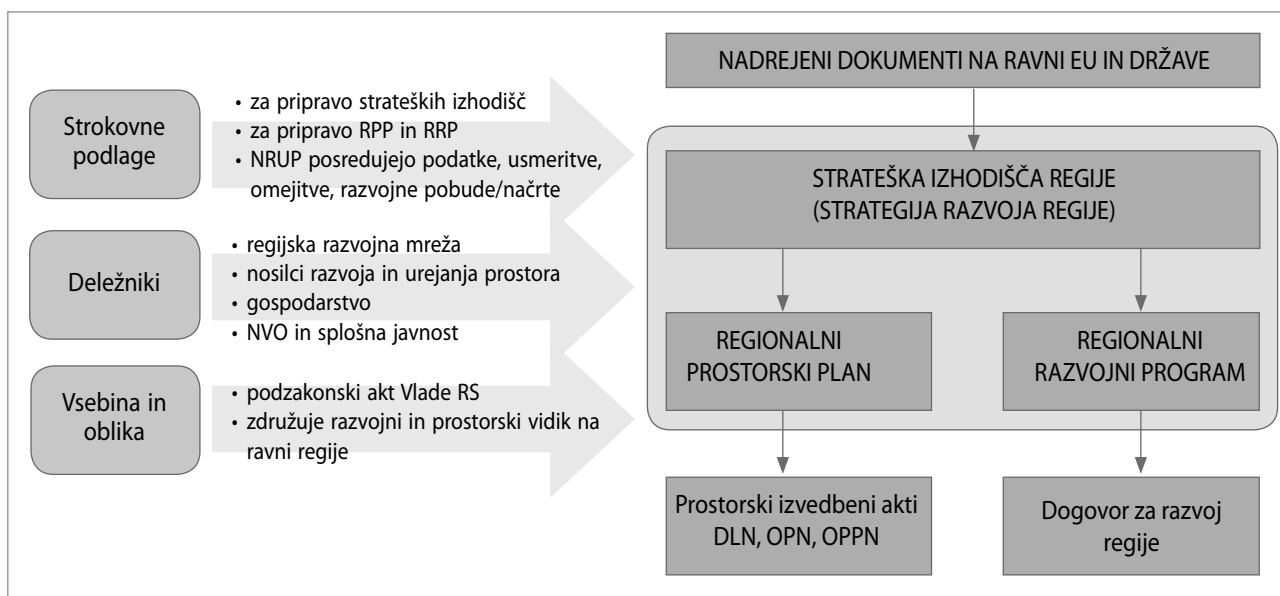 Strokovne
podlage
• za pripravo strateških izhodišč
• za pripravo RPP in RRP
• NRUP posredujejo podatke, usmeritve,
omejitve, razvojne pobude/načrte
Deležniki
• regijska razvojna mreža
• nosilci razvoja in urejanja prostora
• gospodarstvo
• NVO in splošna javnost
Vsebina in
oblika
• podzakonski akt Vlade RS
• združuje razvojni in prostorski vidik na
ravni regije
NADREJENI DOKUMENTI NA RAVNI EU IN DRŽAVE
STRATEŠKA IZHODIŠČA REGIJE
(STRATEGIJA RAZVOJA REGIJE)
REGIONALNI
PROSTORSKI PLAN
REGIONALNI
RAZVOJNI PROGRAM
Prostorski izvedbeni akti
DLN, OPN, OPPN
Dogovor za razvoj
regije